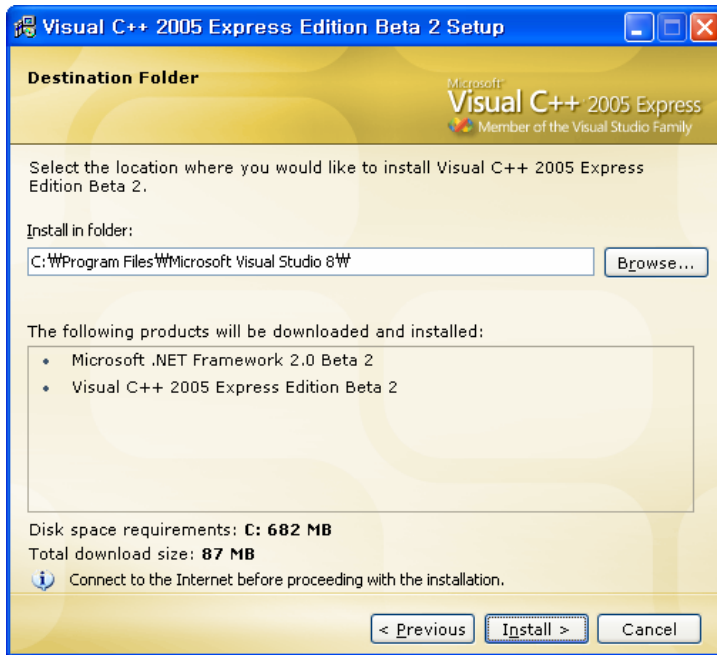 Visual C++ 2005 Express Edition Beta 2 Setup
Destination Folder
Microsoft
Visual C++ 2005 Express
Member of the Visual Studio Family
Select the location where you would like to install Visual C++ 2005 Express
Edition Beta 2.
Install in folder:
C:₩Program Files₩Microsoft Visual Studio 8₩
Browse...
The following products will be downloaded and installed:
• Microsoft .NET Framework 2.0 Beta 2
• Visual C++ 2005 Express Edition Beta 2
Disk space requirements: C: 682 MB
Total download size: 87 MB
Connect to the Internet before proceeding with the installation.
< Previous Install > Cancel